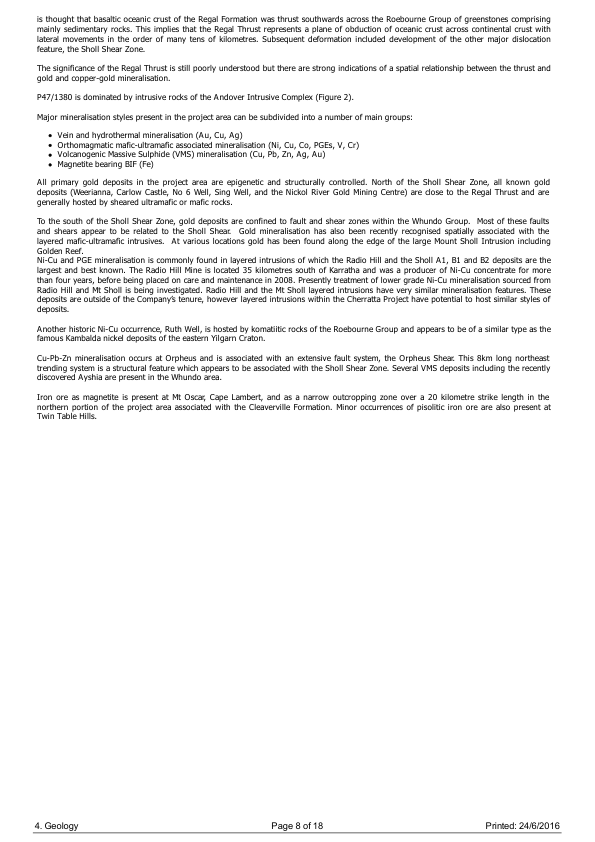 is thought that basaltic oceanic crust of the Regal Formation was thrust southwards across the Roebourne Group of greenstones comprising
mainly sedimentary rocks. This implies that the Regal Thrust represents a plane of obduction of oceanic crust across continental crust with
lateral movements in the order of many tens of kilometres. Subsequent deformation included development of the other major dislocation
feature, the Sholl Shear Zone.
The significance of the Regal Thrust is still poorly understood but there are strong indications of a spatial relationship between the thrust and
gold and copper-gold mineralisation.
P47/1380 is dominated by intrusive rocks of the Andover Intrusive Complex (Figure 2).
Major mineralisation styles present in the project area can be subdivided into a number of main groups:
• Vein and hydrothermal mineralisation (Au, Cu, Ag)
• Orthomagmatic mafic-ultramafic associated mineralisation (Ni, Cu, Co, PGEs, V, Cr)
• Volcanogenic Massive Sulphide (VMS) mineralisation (Cu, Pb, Zn, Ag, Au)
• Magnetite bearing BIF (Fe)
All primary gold deposits in the project area are epigenetic and structurally controlled. North of the Sholl Shear Zone, all known gold
deposits (Weerianna, Carlow Castle, No 6 Well, Sing Well, and the Nickol River Gold Mining Centre) are close to the Regal Thrust and are
generally hosted by sheared ultramafic or mafic rocks.
To the south of the Sholl Shear Zone, gold deposits are confined to fault and shear zones within the Whundo Group. Most of these faults
and shears appear to be related to the Sholl Shear. Gold mineralisation has also been recently recognised spatially associated with the
layered mafic-ultramafic intrusives. At various locations gold has been found along the edge of the large Mount Sholl Intrusion including
Golden Reef.
Ni-Cu and PGE mineralisation is commonly found in layered intrusions of which the Radio Hill and the Sholl A1, B1 and B2 deposits are the
largest and best known. The Radio Hill Mine is located 35 kilometres south of Karratha and was a producer of Ni-Cu concentrate for more
than four years, before being placed on care and maintenance in 2008. Presently treatment of lower grade Ni-Cu mineralisation sourced from
Radio Hill and Mt Sholl is being investigated. Radio Hill and the Mt Sholl layered intrusions have very similar mineralisation features. These
deposits are outside of the Company's tenure, however layered intrusions within the Cherratta Project have potential to host similar styles of
deposits.
Another historic Ni-Cu occurrence, Ruth Well, is hosted by komatiitic rocks of the Roebourne Group and appears to be of a similar type as the
famous Kambalda nickel deposits of the eastern Yilgarn Craton.
Cu-Pb-Zn mineralisation occurs at Orpheus and is associated with an extensive fault system, the Orpheus Shear. This 8km long northeast
trending system is a structural feature which appears to be associated with the Sholl Shear Zone. Several VMS deposits including the recently
discovered Ayshia are present in the Whundo area.
Iron ore as magnetite is present at Mt Oscar, Cape Lambert, and as a narrow outcropping zone over a 20 kilometre strike length in the
northern portion of the project area associated with the Cleaverville Formation. Minor occurrences of pisolitic iron ore are also present at
Twin Table Hills.
4. Geology Page 8 of 18 Printed: 24/6/2016